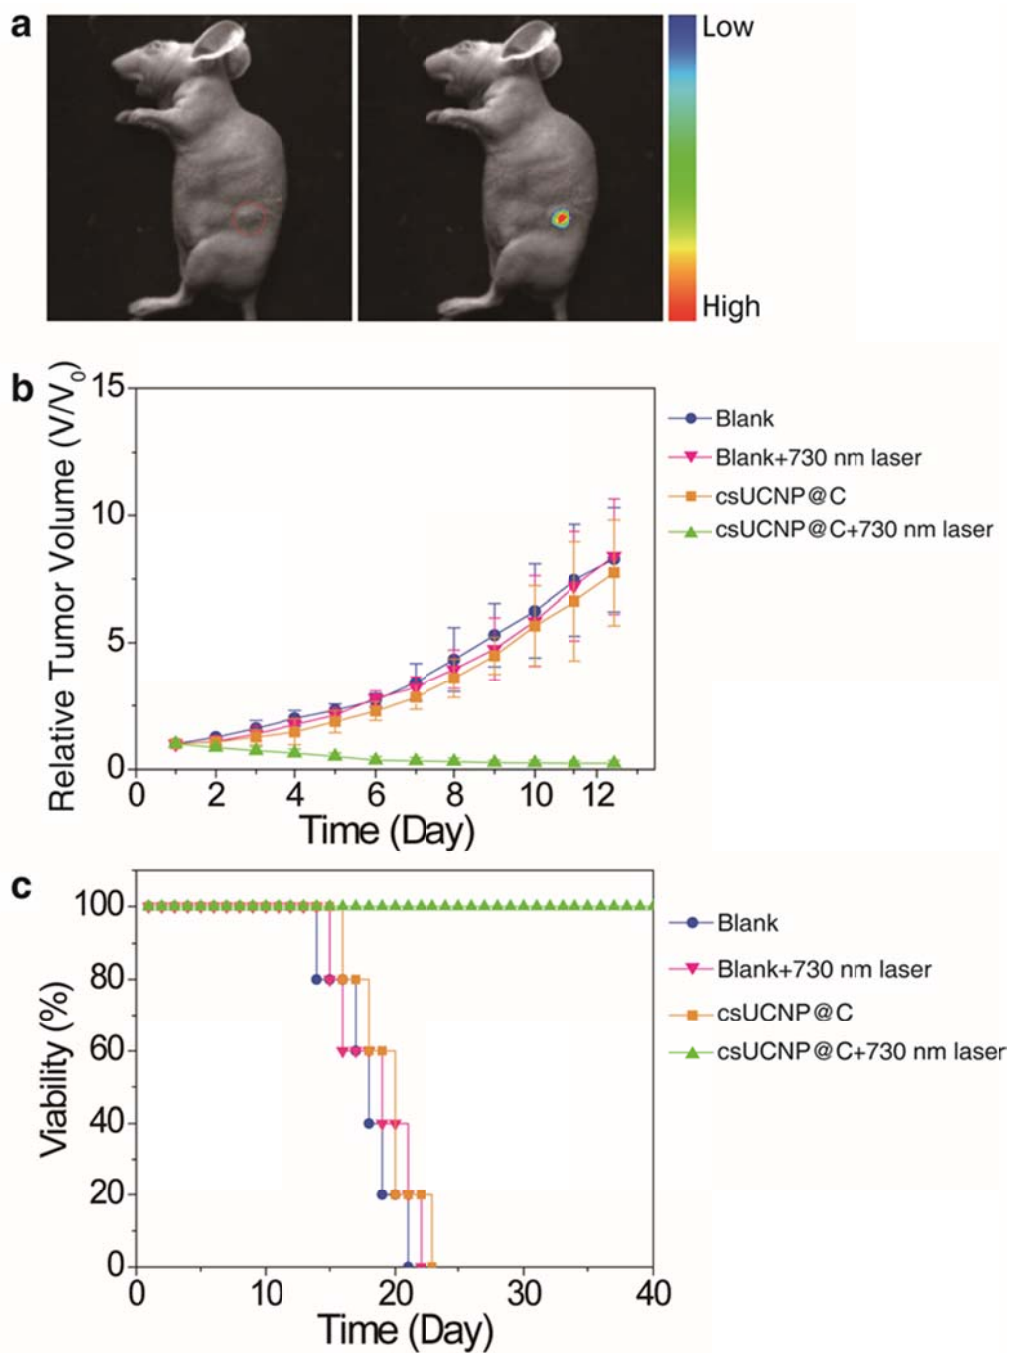 a
Low
High
b
Relative Tumor Volume (V/V0)
15
10
5
0
0 2 4 6 8 10 12
Time (Day)
Blank
Blank+730 nm laser
csUCNP@C
csUCNP@C+730 nm laser
c
Viability (%)
100
80
60
40
20
0
0 10 20 30 40
Time (Day)
Blank
Blank+730 nm laser
csUCNP@C
csUCNP@C+730 nm laser